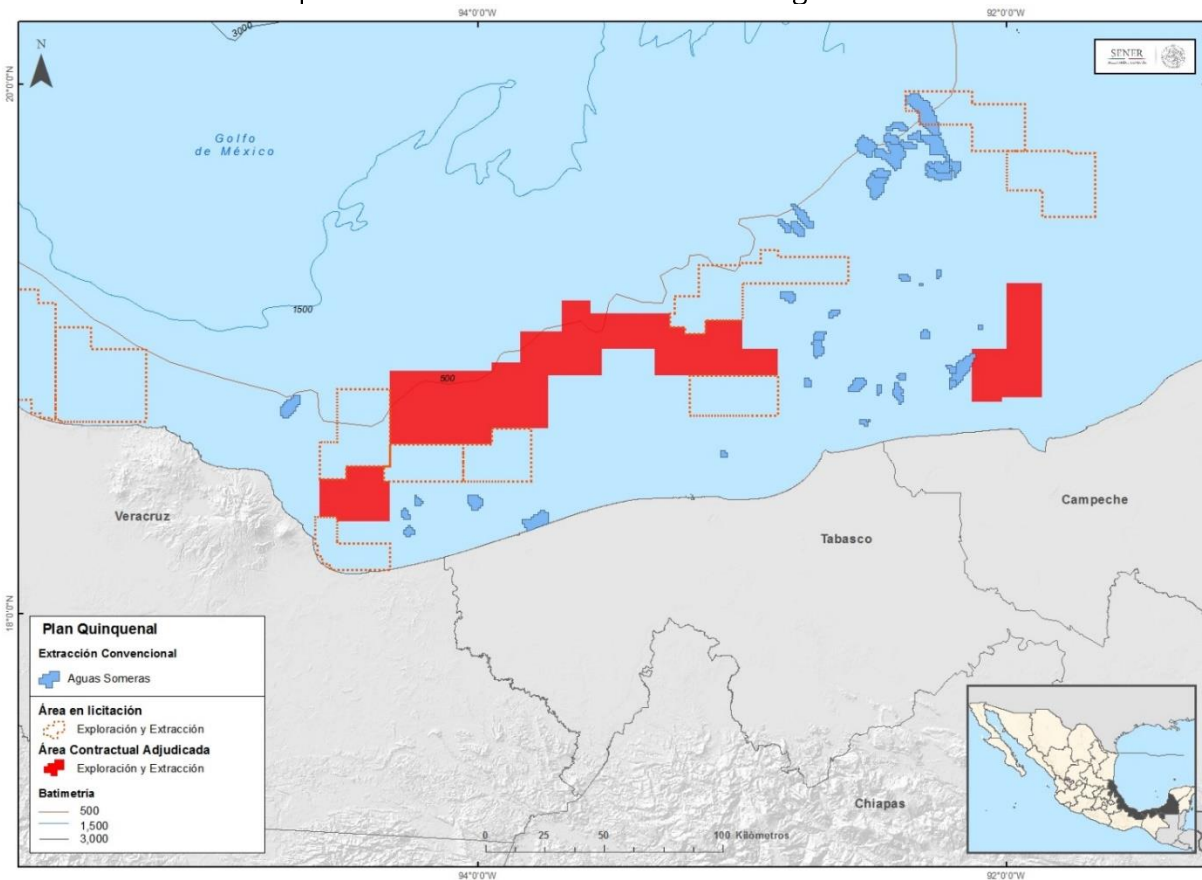 94°0'0"W
92°0'0"W
3000
N
SENER
20°0'0"N
Golfo
de México
1500
500
Veracruz
Campeche
Tabasco
18°0'0"N
Plan Quinquenal
Extracción Convencional
Aguas Someras
Área en licitación
Exploración y Extracción
Área Contractual Adjudicada
Exploración y Extracción
Batimetría
500
1,500
3,000
Chiapas
0 25 50 100 Kilómetros
94°0'0"W
92°0'0"W